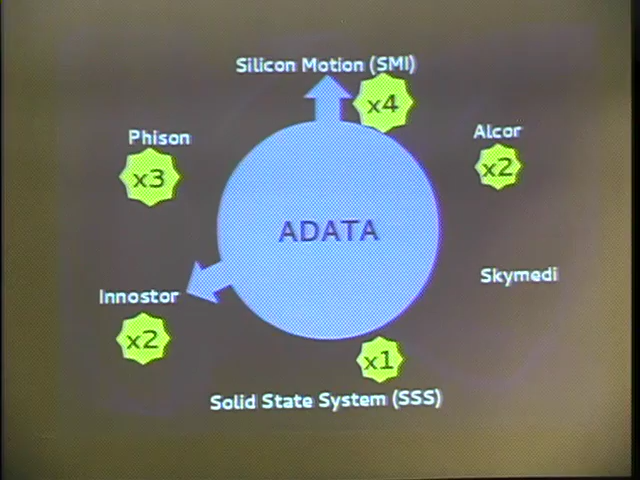 Silicon Motion (SMI)
x4
Phison
x3
Alcor
x2
ADATA
Skymedi
Innostor
x2
x1
Solid State System (SSS)